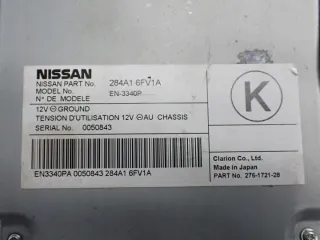 NISSAN
NISSAN PART No. 284A1 6FV1A
MODEL No. EN-3340P
N° DE MODELE
12V ⊖ GROUND
TENSION D'UTILISATION 12V ⊖ AU CHASSIS
SERIAL No. 0050843
K
EN3340PA 0050843 284A1 6FV1A
Clarion Co., Ltd.
Made in Japan
PART No. 276-1721-28